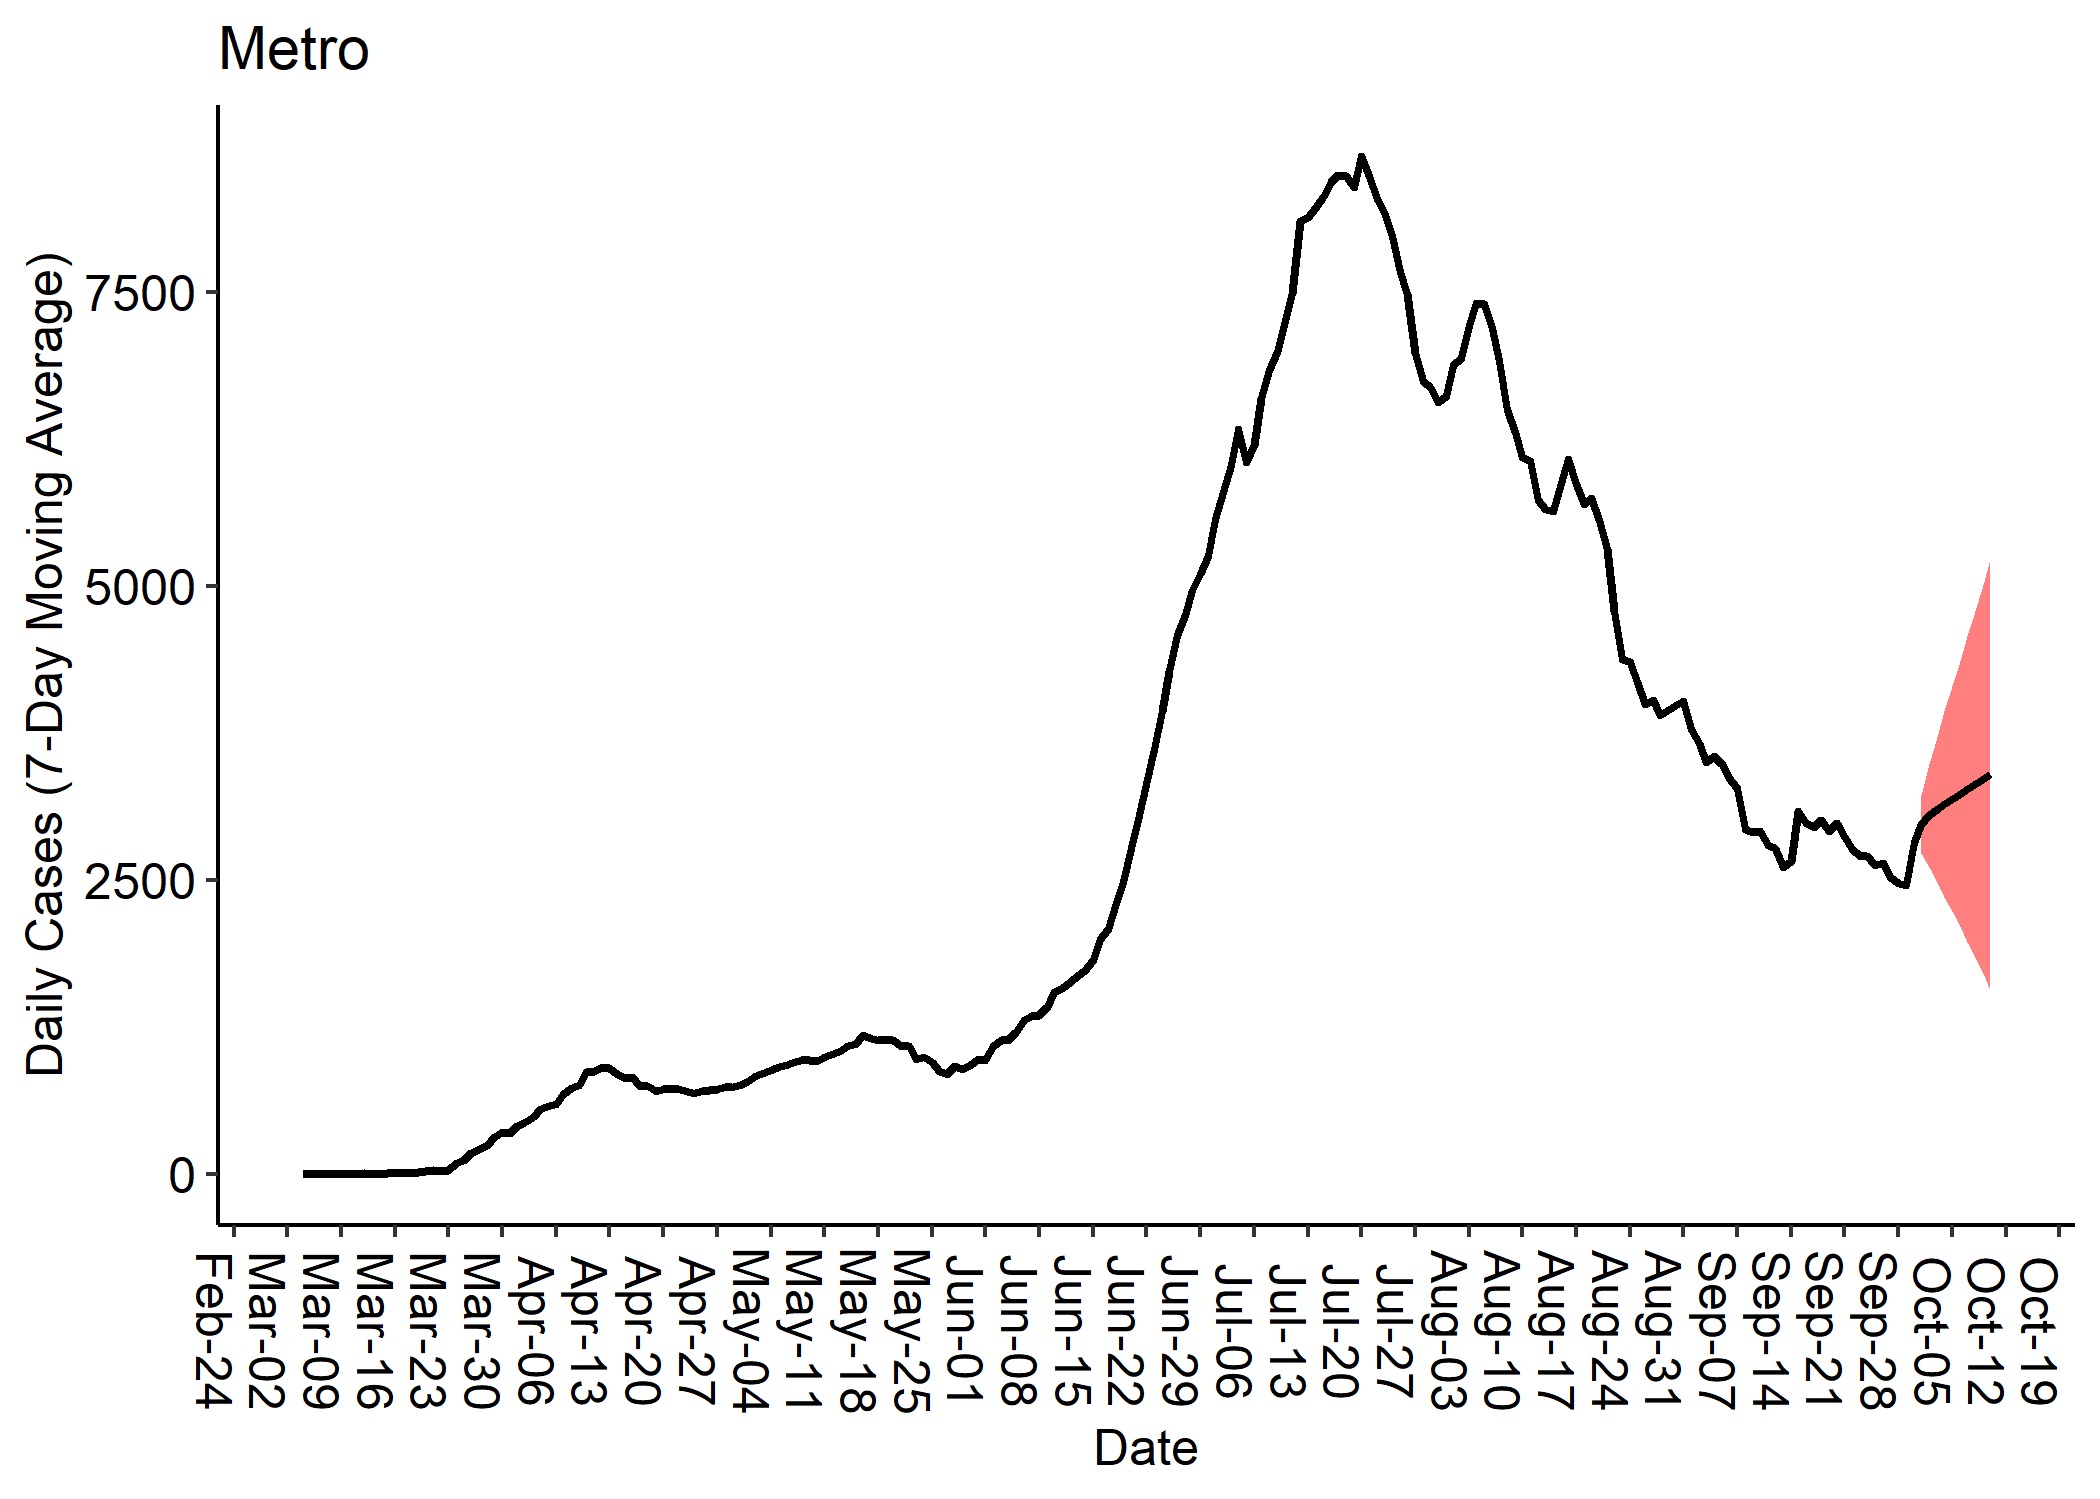 Metro
Daily Cases (7-Day Moving Average)
7500
5000
2500
0
Feb-24
Mar-02
Mar-09
Mar-16
Mar-23
Mar-30
Apr-06
Apr-13
Apr-20
Apr-27
May-04
May-11
May-18
May-25
Jun-01
Jun-08
Jun-15
Jun-22
Jun-29
Jul-06
Jul-13
Jul-20
Jul-27
Aug-03
Aug-10
Aug-17
Aug-24
Aug-31
Sep-07
Sep-14
Sep-21
Sep-28
Oct-05
Oct-12
Oct-19
Date